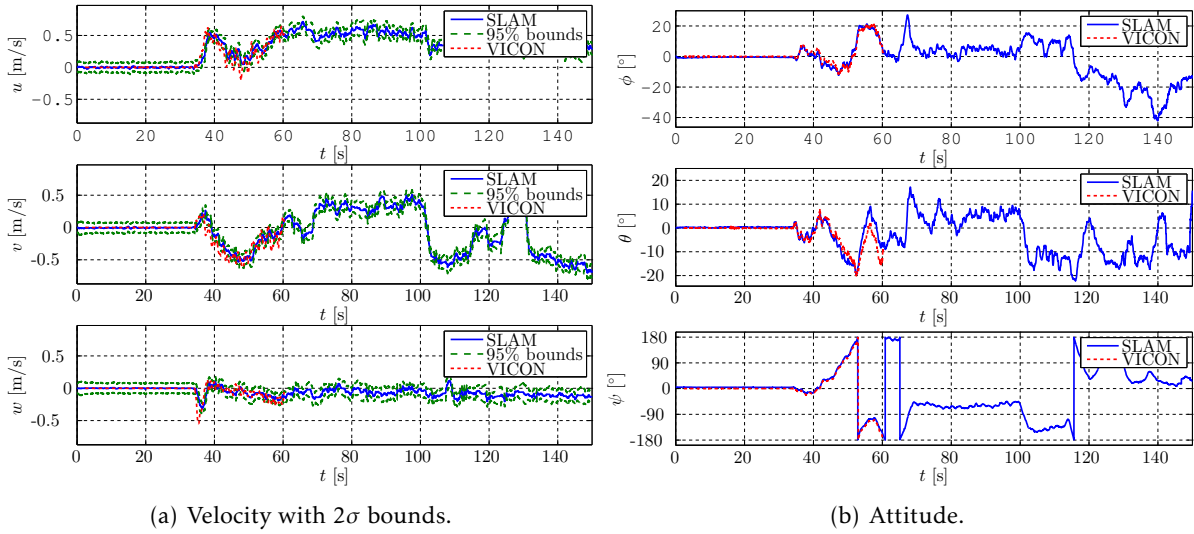 0.5
0
−0.5
u [m/s]
0 20 40 60 80 100 120 140
t [s]
SLAM
95% bounds
VICON
0.5
0
-0.5
v [m/s]
0 20 40 60 80 100 120 140
t [s]
SLAM
95% bounds
VICON
0.5
0
-0.5
w [m/s]
0 20 40 60 80 100 120 140
t [s]
SLAM
95% bounds
VICON
(a) Velocity with 2σ bounds.
20
0
−20
−40
ϕ [°]
0 20 40 60 80 100 120 140
t [s]
SLAM
VICON
20
10
0
-10
-20
θ [°]
0 20 40 60 80 100 120 140
t [s]
SLAM
VICON
180
90
0
-90
-180
ψ [°]
0 20 40 60 80 100 120 140
t [s]
SLAM
VICON
(b) Attitude.